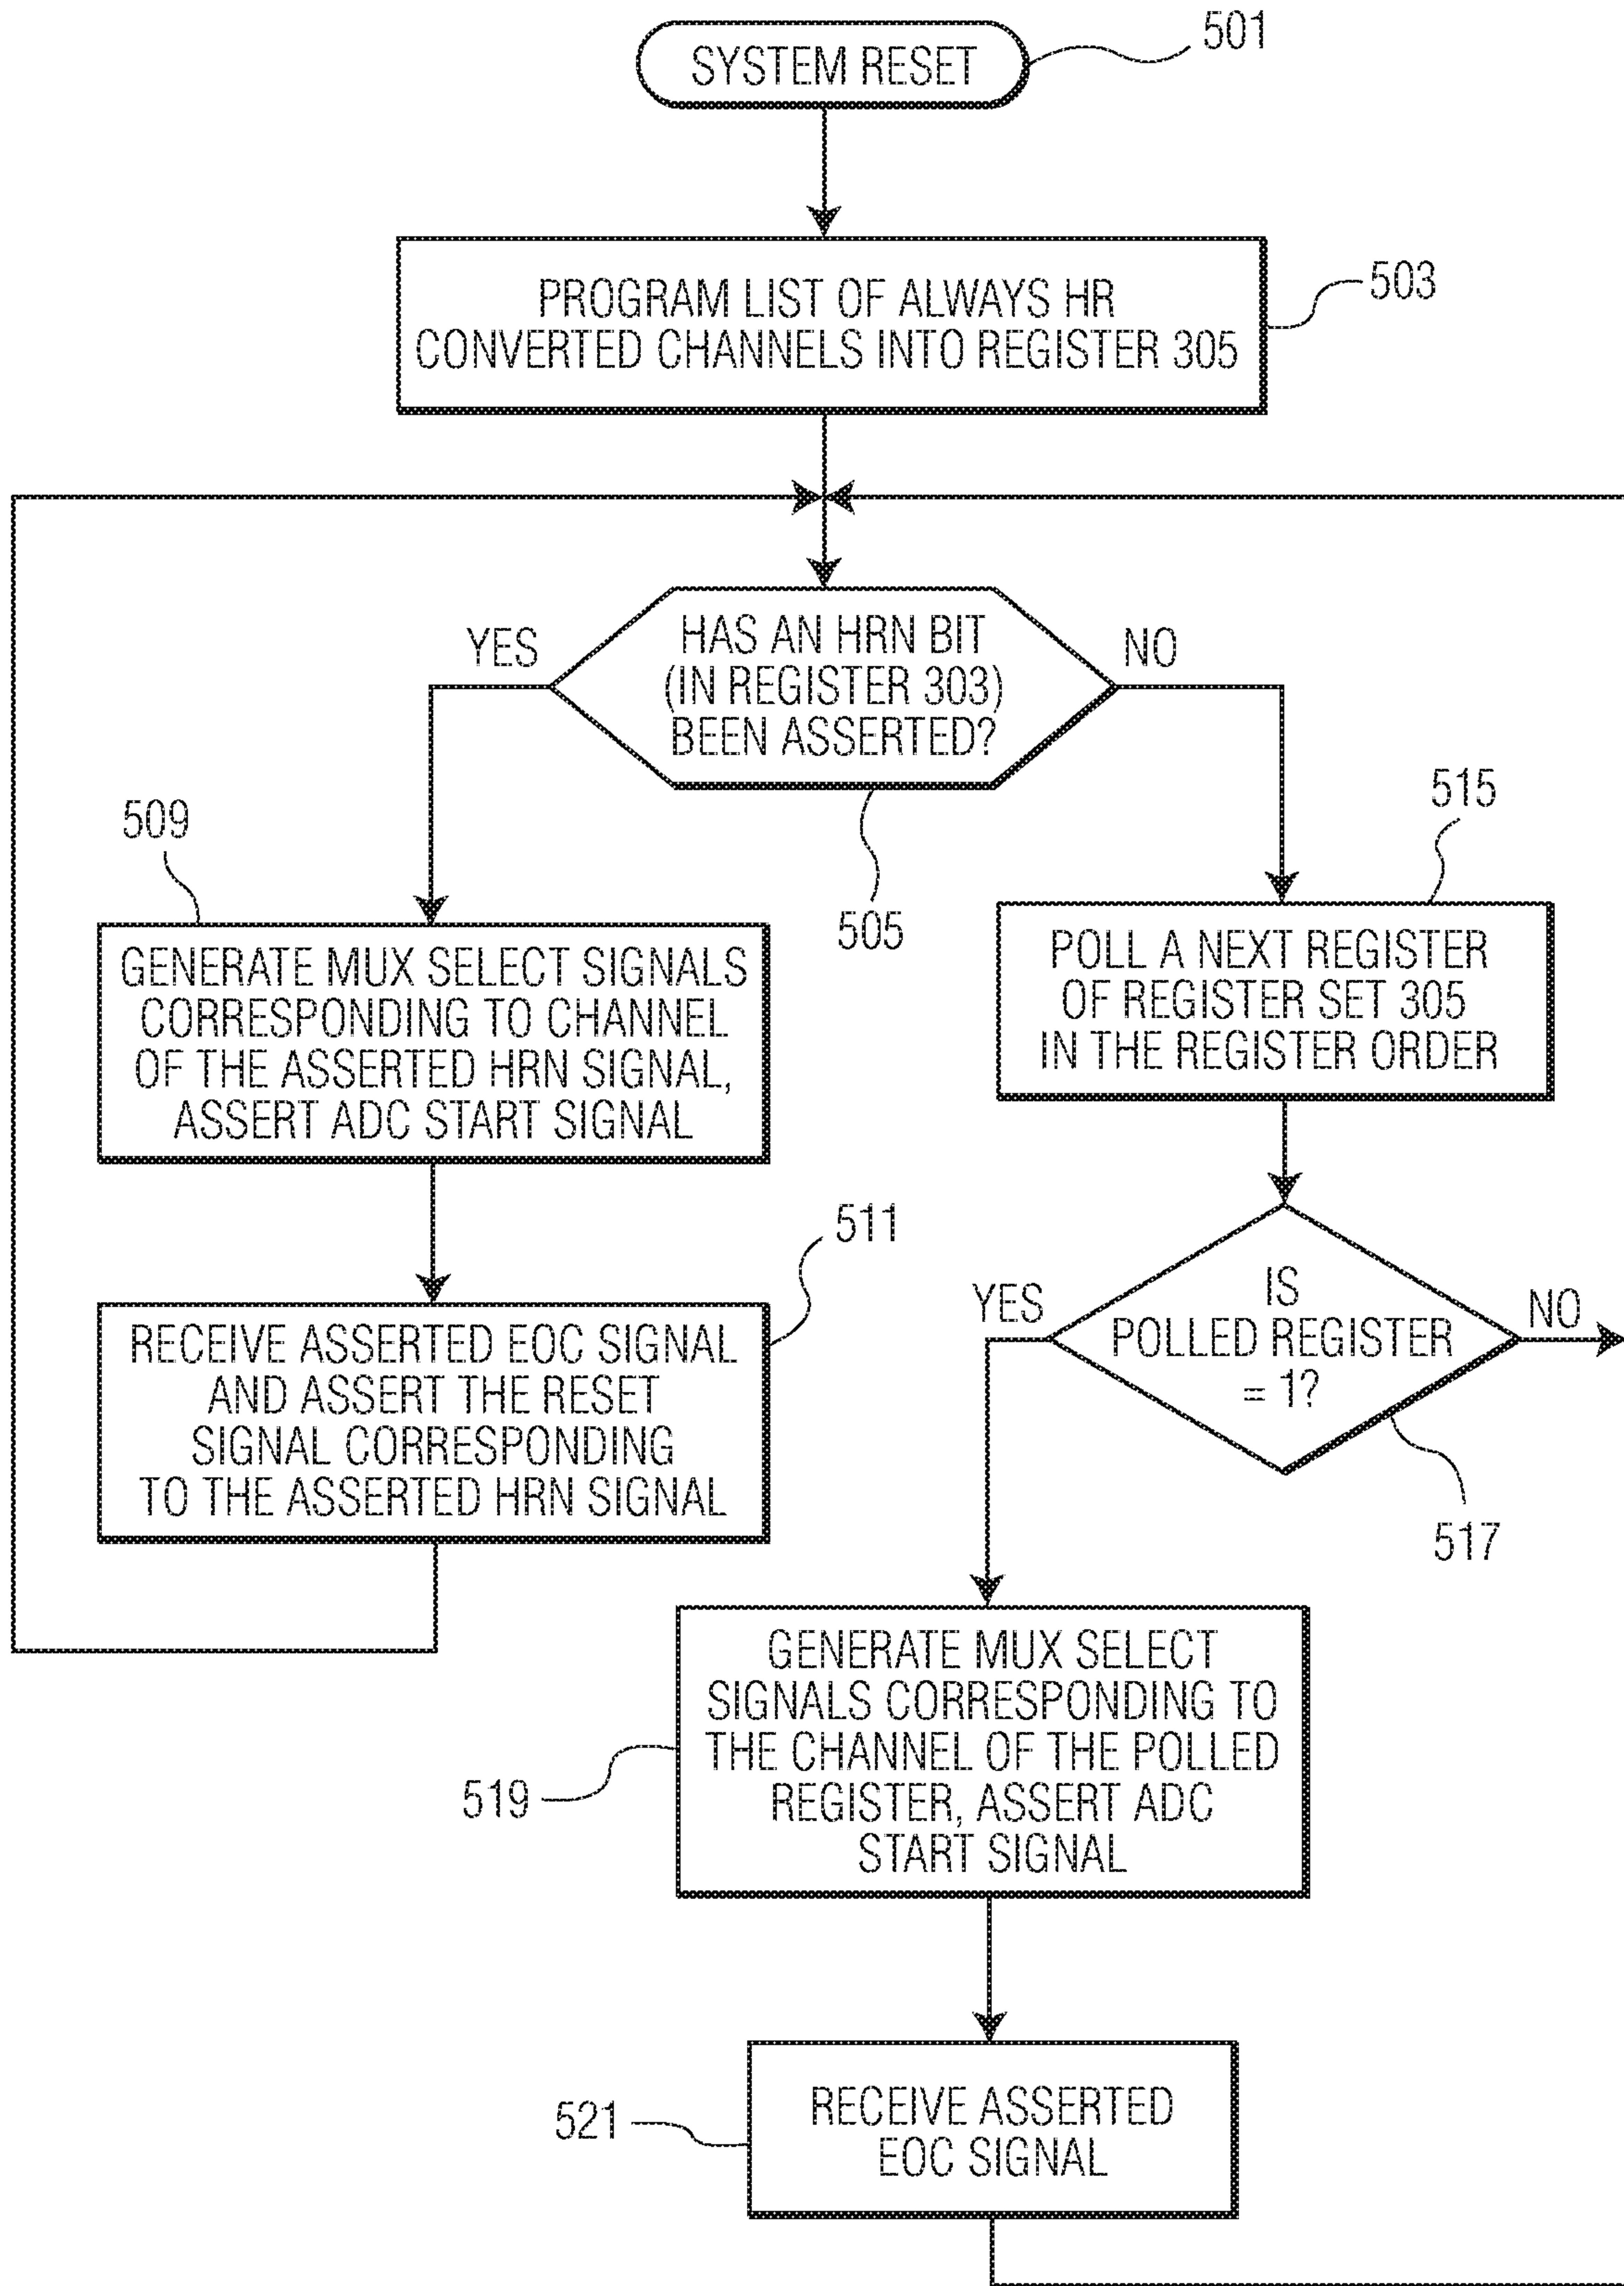 SYSTEM RESET
501
PROGRAM LIST OF ALWAYS HR
CONVERTED CHANNELS INTO REGISTER 305
503
HAS AN HRN BIT
(IN REGISTER 303)
BEEN ASSERTED?
YES
NO
505
509
GENERATE MUX SELECT SIGNALS
CORRESPONDING TO CHANNEL
OF THE ASSERTED HRN SIGNAL,
ASSERT ADC START SIGNAL
515
POLL A NEXT REGISTER
OF REGISTER SET 305
IN THE REGISTER ORDER
511
RECEIVE ASSERTED EOC SIGNAL
AND ASSERT THE RESET
SIGNAL CORRESPONDING
TO THE ASSERTED HRN SIGNAL
YES
IS
POLLED REGISTER
= 1?
NO
517
GENERATE MUX SELECT
SIGNALS CORRESPONDING TO
THE CHANNEL OF THE POLLED
REGISTER, ASSERT ADC
START SIGNAL
519
RECEIVE ASSERTED
EOC SIGNAL
521